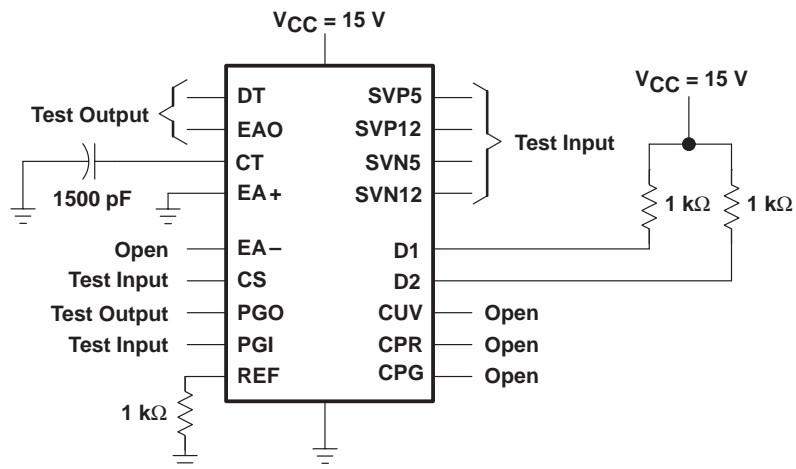 VCC = 15 V
VCC = 15 V
DT
SVP5
Test Output
EAO
SVP12
Test Input
CT
SVN5
1500 pF
EA+
SVN12
1 kΩ
1 kΩ
Open
EA−
D1
Test Input
CS
D2
Test Output
PGO
CUV
Open
Test Input
PGI
CPR
Open
REF
CPG
Open
1 kΩ